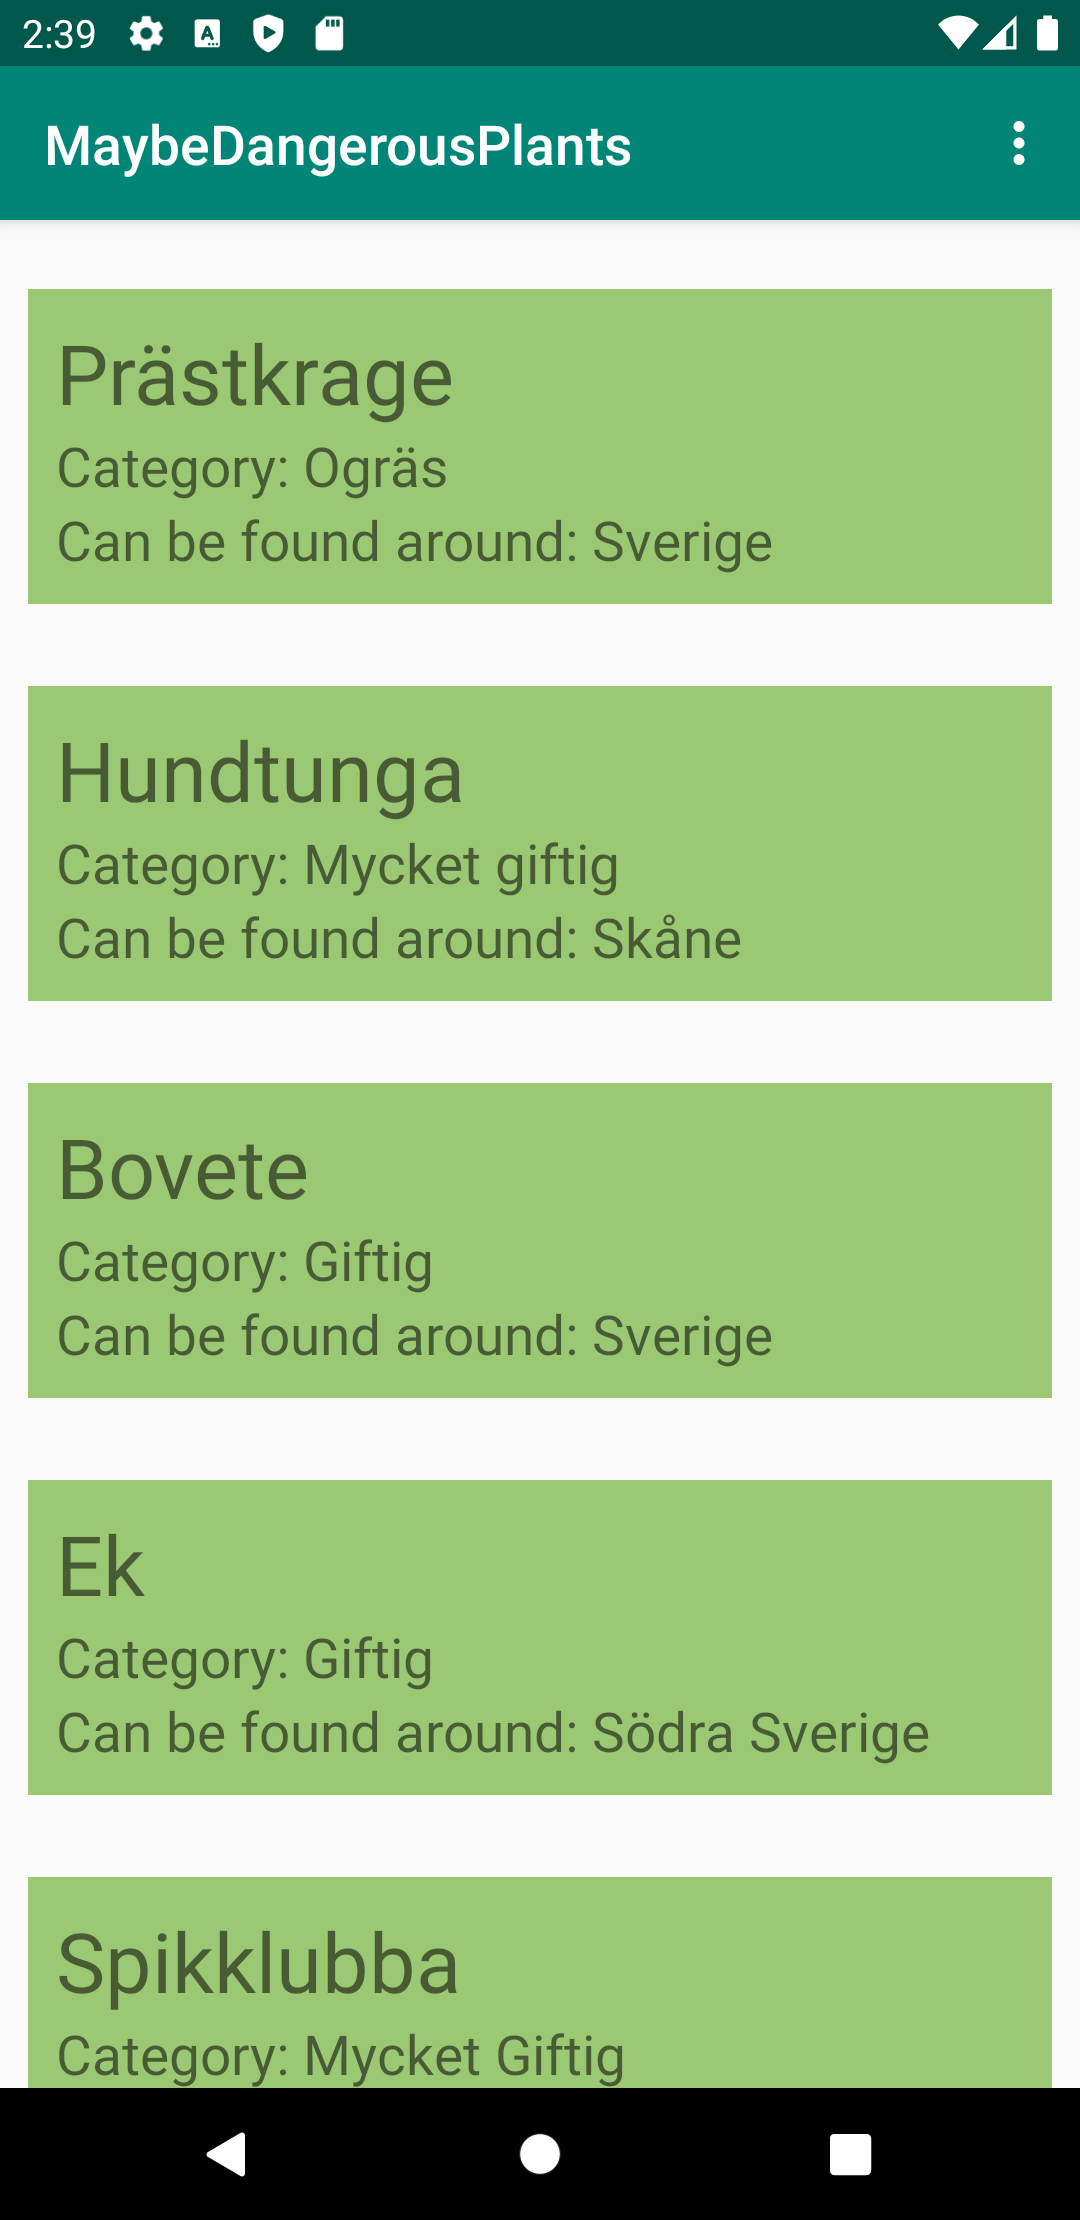 2:39
MaybeDangerousPlants
Prästkrage
Category: Ogräs
Can be found around: Sverige
Hundtunga
Category: Mycket giftig
Can be found around: Skåne
Bovete
Category: Giftig
Can be found around: Sverige
Ek
Category: Giftig
Can be found around: Södra Sverige
Spikklubba
Category: Mycket Giftig